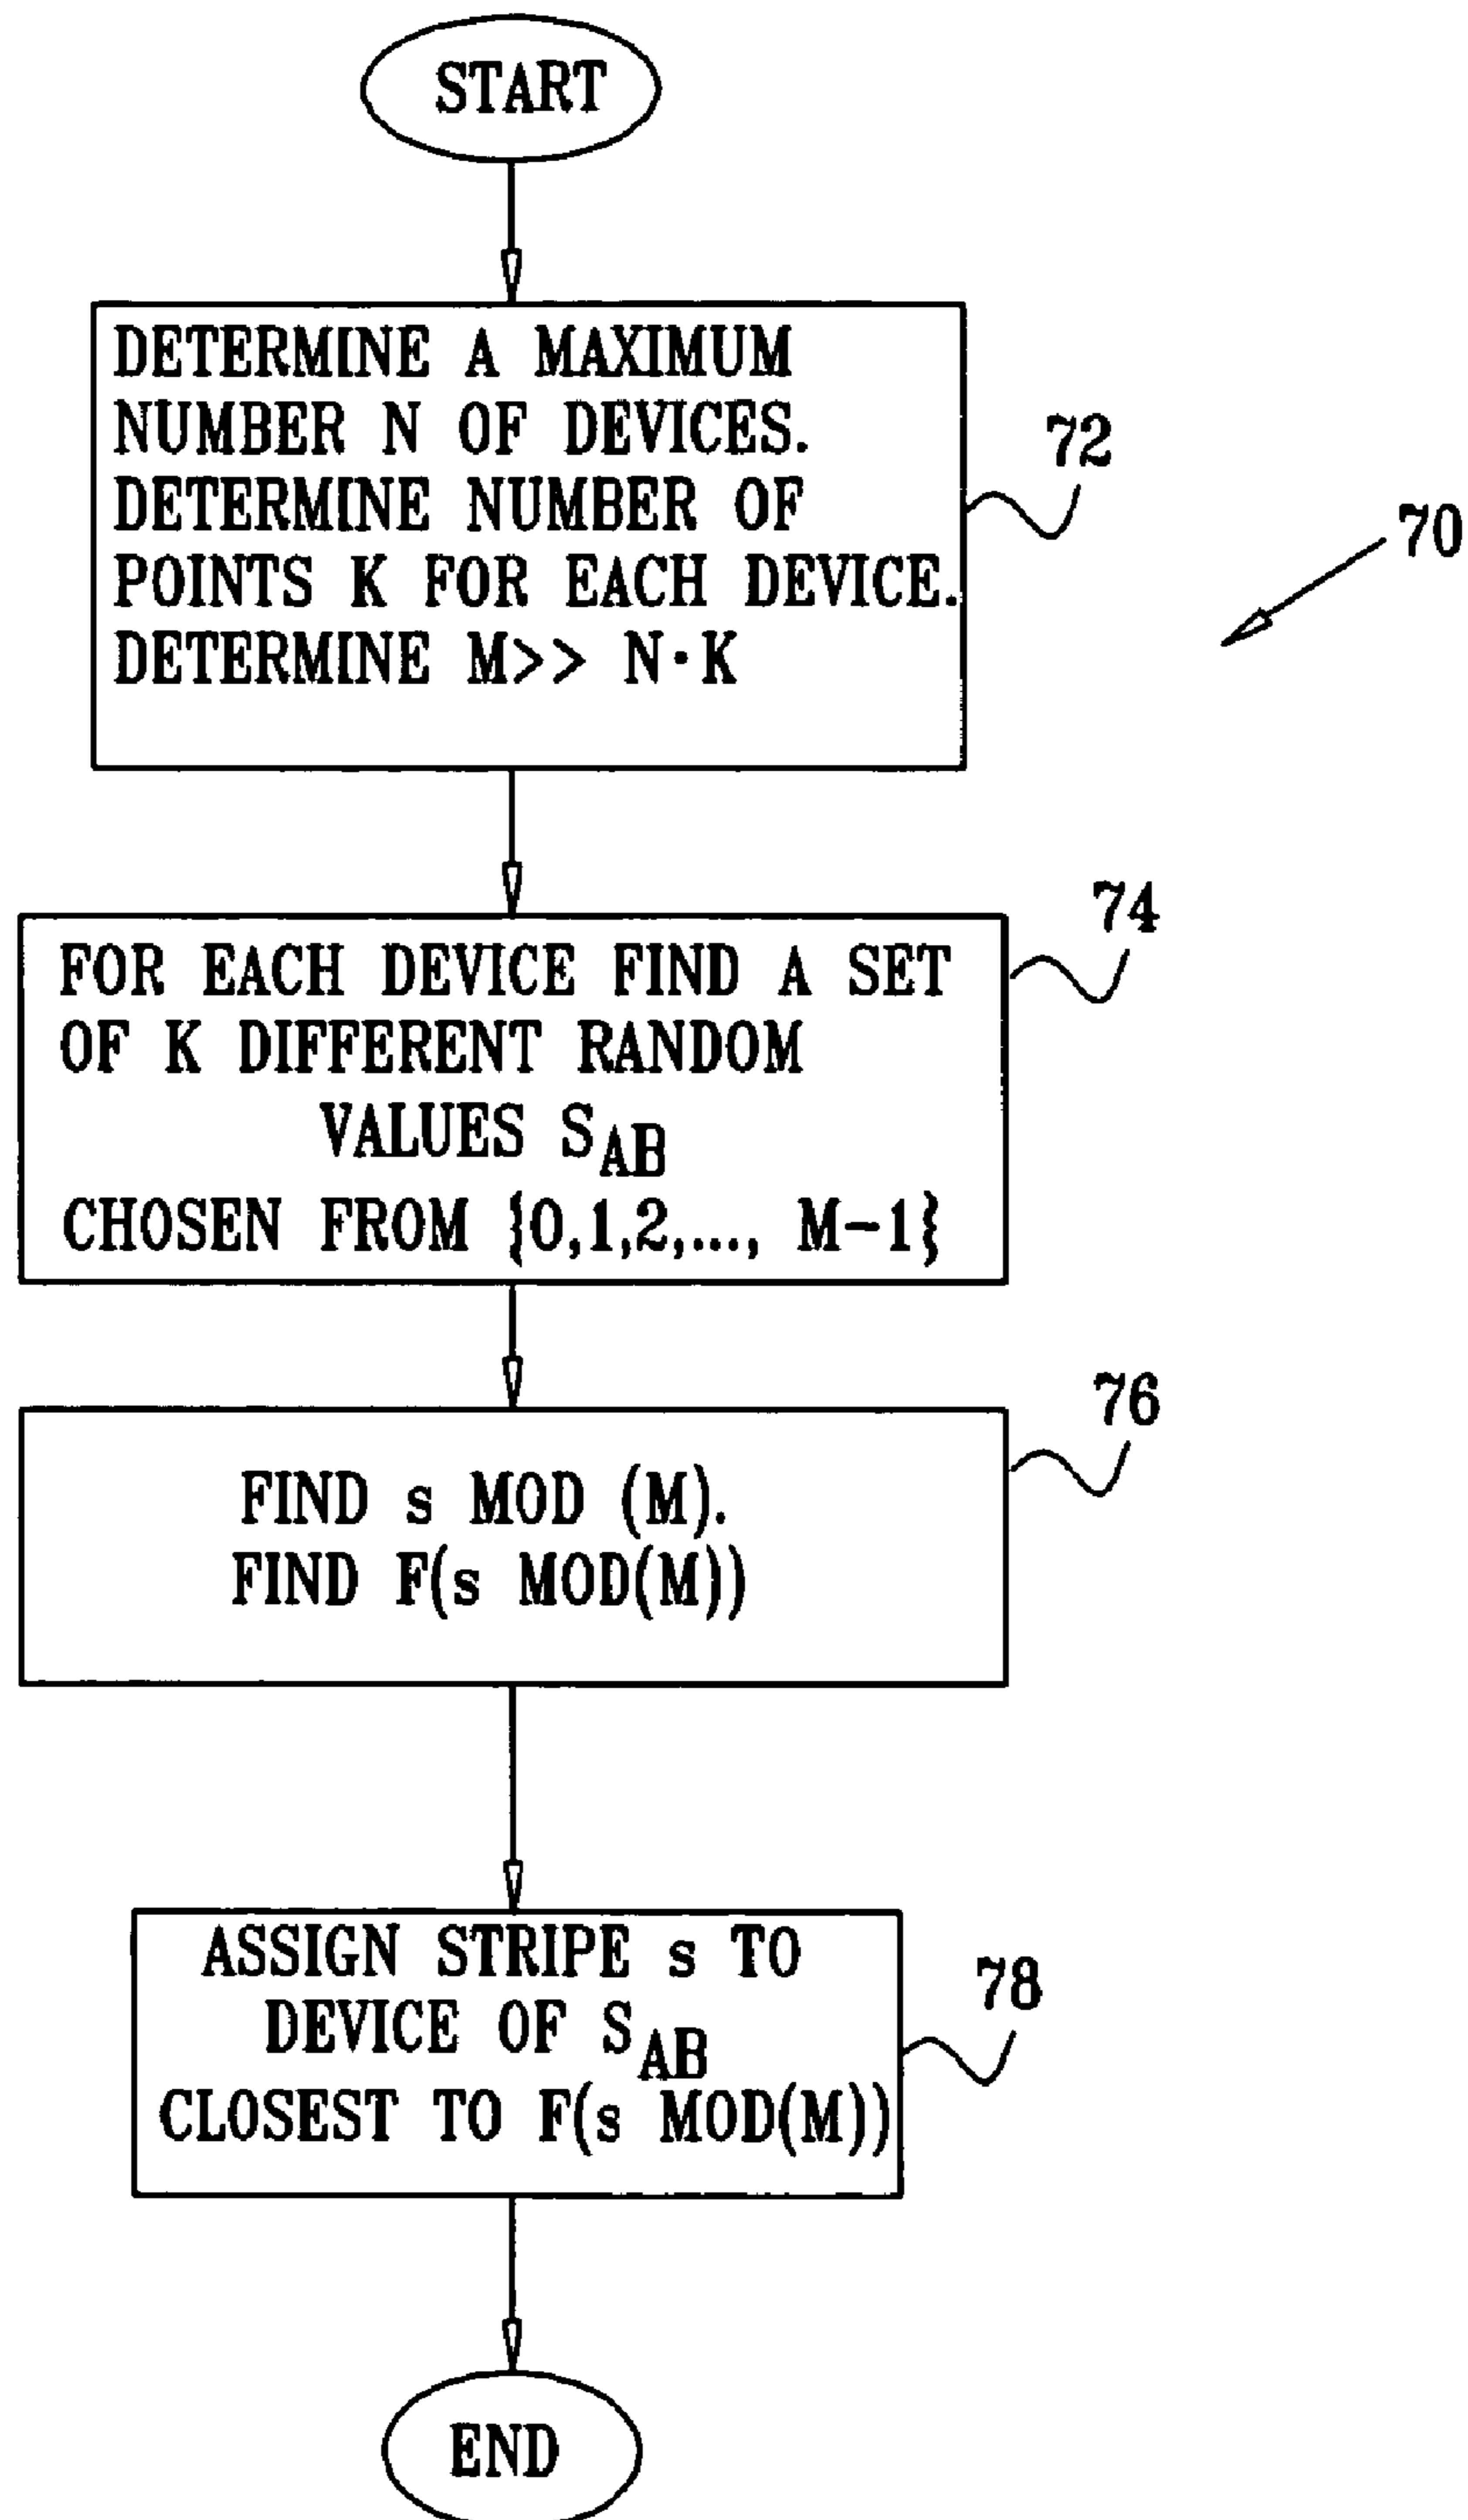 START
DETERMINE A MAXIMUM
NUMBER N OF DEVICES.
DETERMINE NUMBER OF
POINTS K FOR EACH DEVICE.
DETERMINE M>> N·K
72
70
FOR EACH DEVICE FIND A SET
OF K DIFFERENT RANDOM
VALUES S_AB
CHOSEN FROM {0,1,2,..., M-1}
74
FIND s MOD (M).
FIND F(s MOD(M))
76
ASSIGN STRIPE s TO
DEVICE OF S_AB
CLOSEST TO F(s MOD(M))
78
END